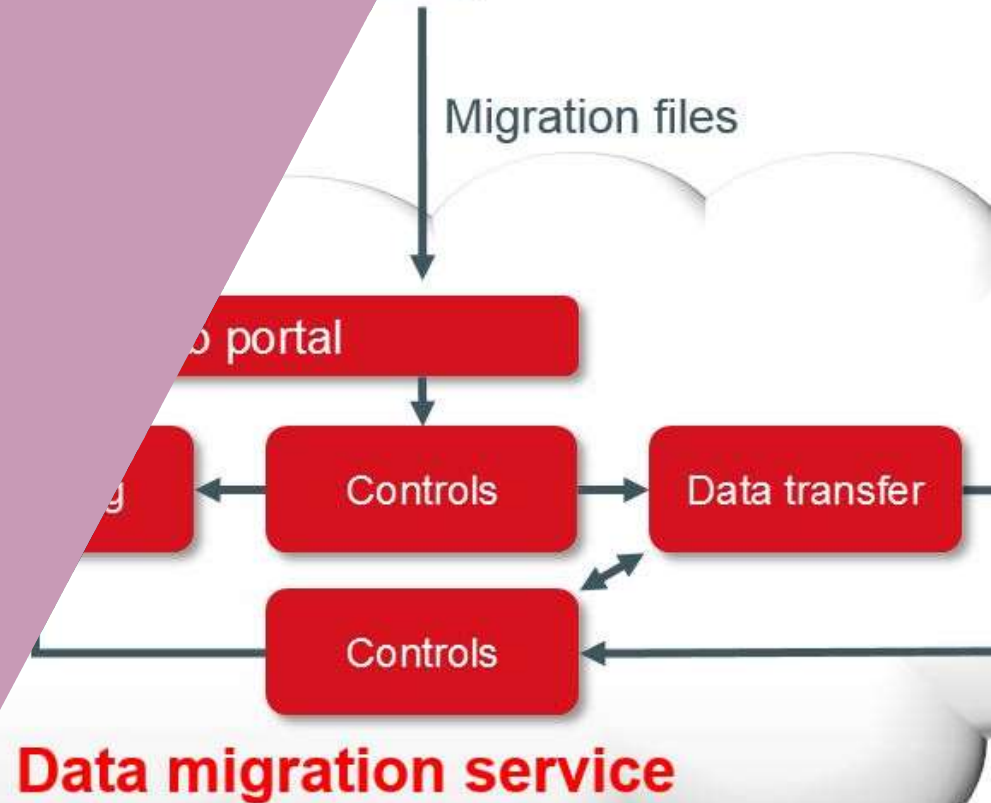 Migration files
portal
Controls
Data transfer
Controls
Data migration service